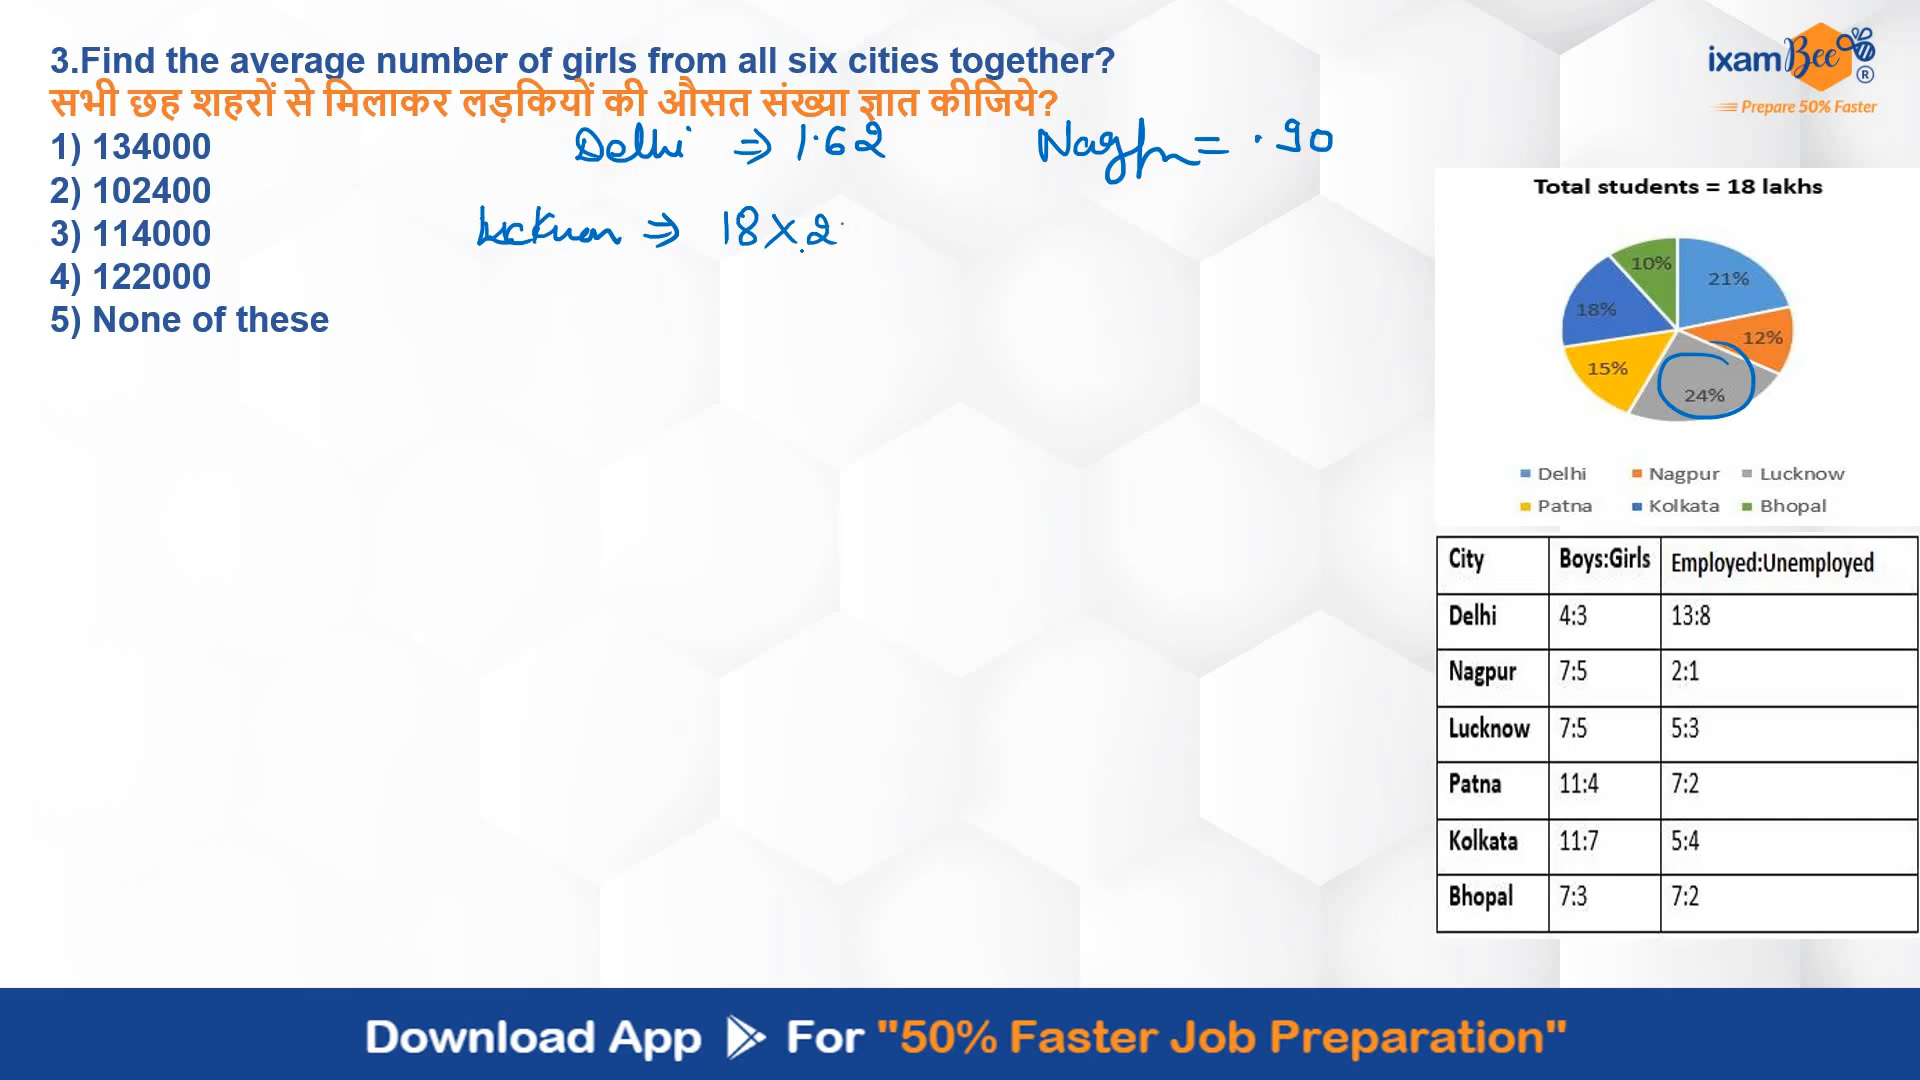 3.Find the average number of girls from all six cities together?
सभी छह शहरों से मिलाकर लड़कियों की औसत संख्या ज्ञात कीजिये?
1) 134000
2) 102400
3) 114000
4) 122000
5) None of these
Delhi ⇒ 1.62
⇒ 18 × 2
= .90
ixamBee ®
Prepare 50% Faster
Total students = 18 lakhs
10% 21%
18% 12%
15% 24%
Delhi Nagpur Lucknow
Patna Kolkata Bhopal
City Boys:Girls Employed:Unemployed
Delhi 4:3 13:8
Nagpur 7:5 2:1
Lucknow 7:5 5:3
Patna 11:4 7:2
Kolkata 11:7 5:4
Bhopal 7:3 7:2
Download App For "50% Faster Job Preparation"